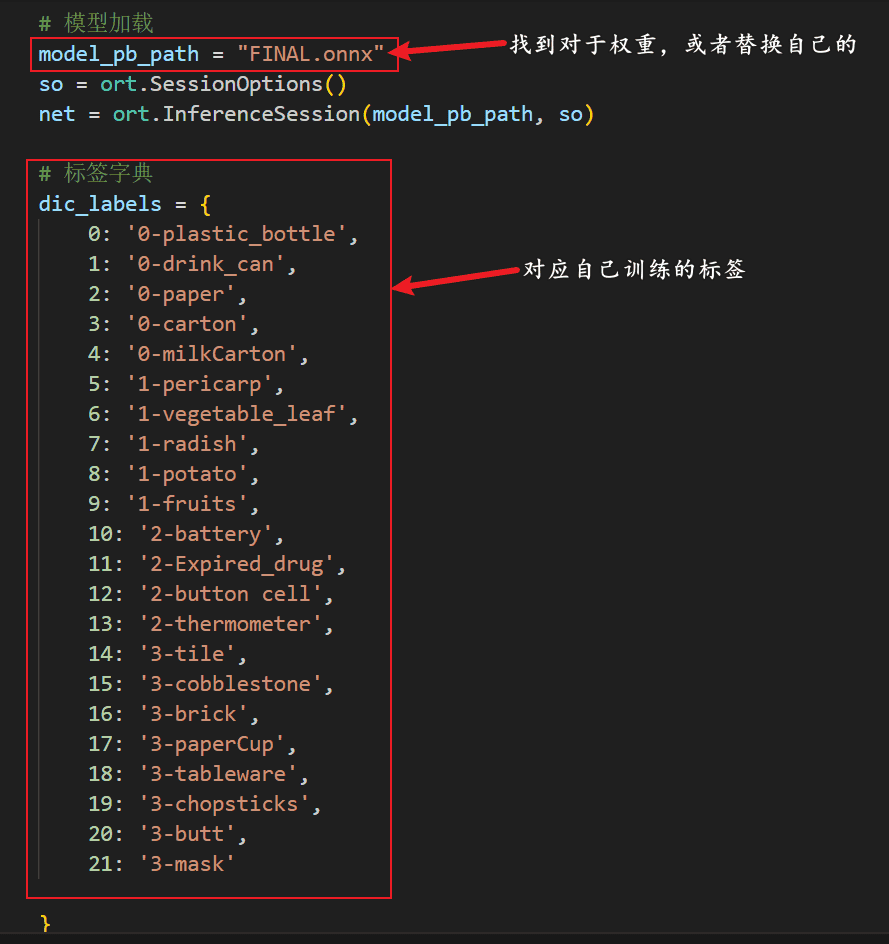 # 模型加载
model_pb_path = "FINAL.onnx"
找到对于权重，或者替换自己的
so = ort.SessionOptions()
net = ort.InferenceSession(model_pb_path, so)
# 标签字典
dic_labels = {
0: '0-plastic_bottle',
1: '0-drink_can',
对应自己训练的标签
2: '0-paper',
3: '0-carton',
4: '0-milkCarton',
5: '1-pericarp',
6: '1-vegetable_leaf',
7: '1-radish',
8: '1-potato',
9: '1-fruits',
10: '2-battery',
11: '2-Expired_drug',
12: '2-button cell',
13: '2-thermometer',
14: '3-tile',
15: '3-cobblestone',
16: '3-brick',
17: '3-paperCup',
18: '3-tableware',
19: '3-chopsticks',
20: '3-butt',
21: '3-mask'
}